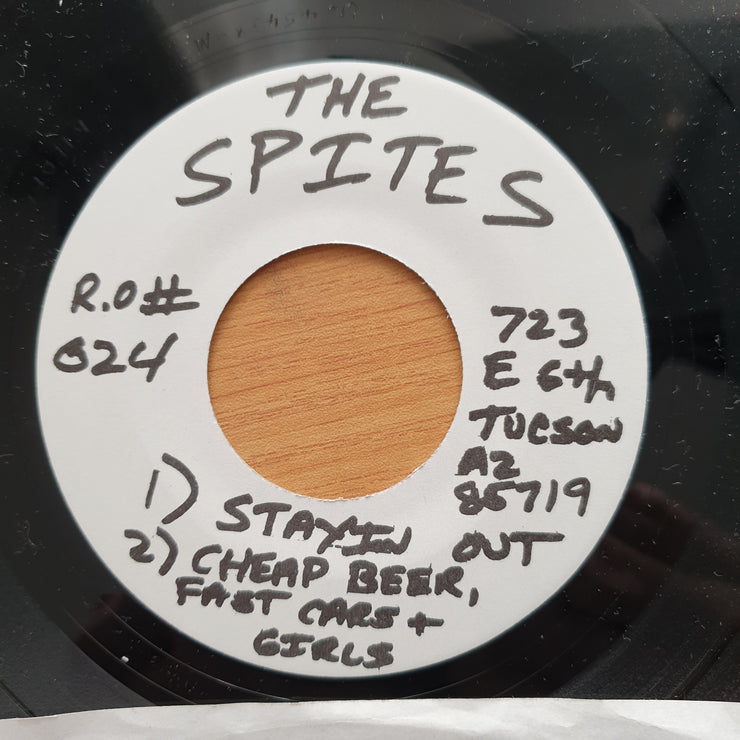 THE
SPITES
R.O#
024
723
E 6th
TUCSON
AZ
85719
1) STAYIN OUT
2) CHEAP BEER,
FAST CARS +
GIRLS